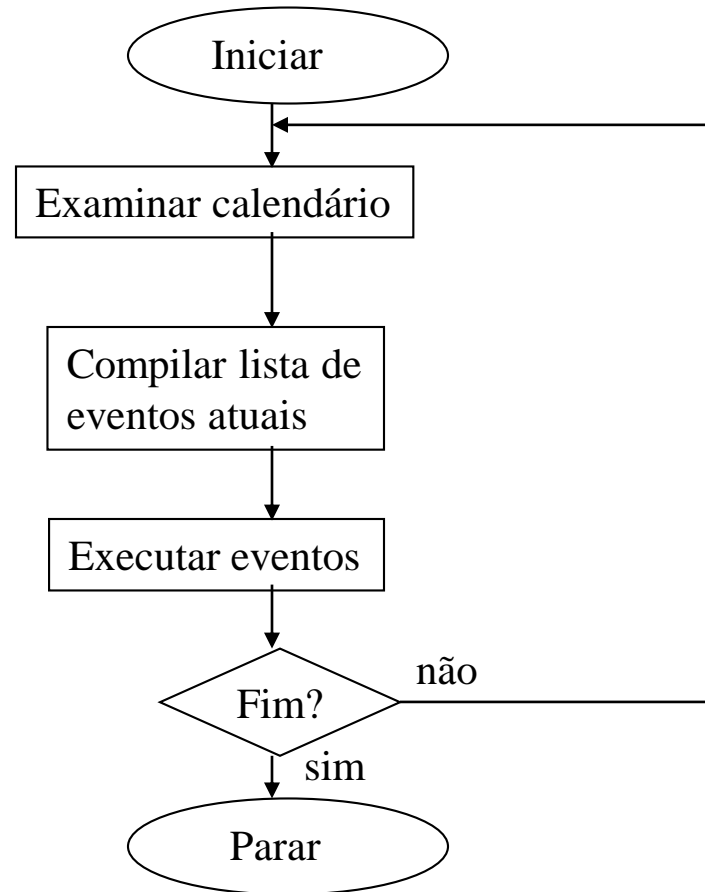 Iniciar
Examinar calendário
Compilar lista de
eventos atuais
Executar eventos
não
Fim?
sim
Parar